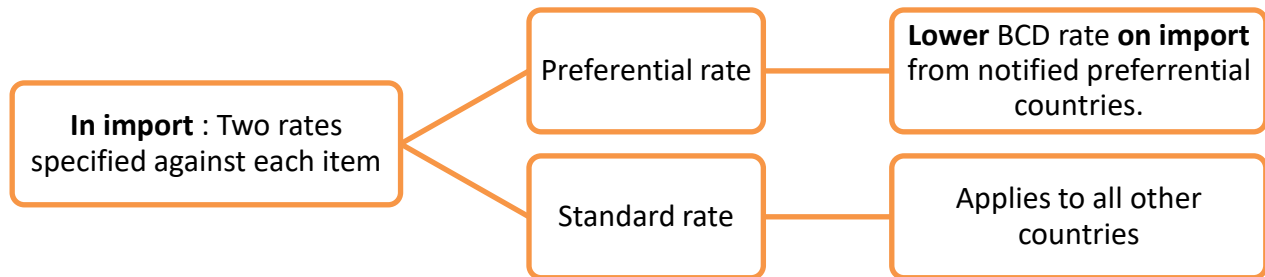 In import : Two rates
specified against each item
Preferential rate
Lower BCD rate on import
from notified preferrential
countries.
Standard rate
Applies to all other
countries